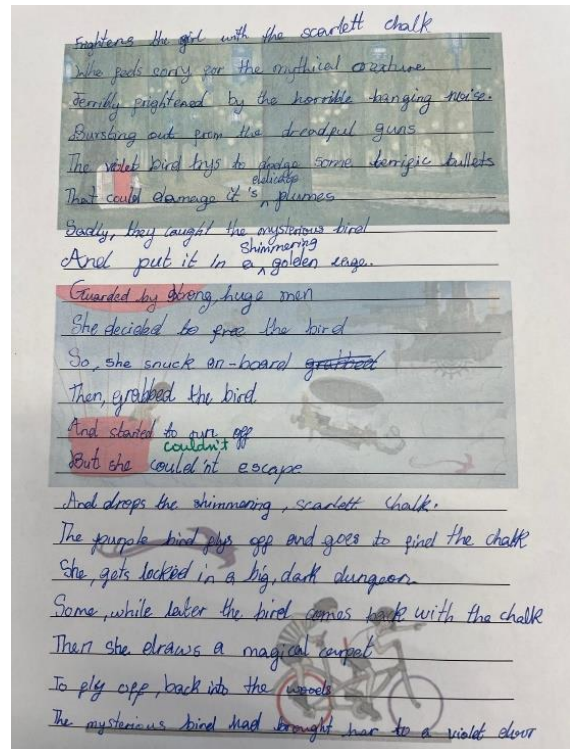 Frightens the girl with the scarlett chalk
Who feels sorry for the mythical creature
Terribly frightened by the horrible banging noise.
Bursting out from the dreadful guns
The violet bird trys to dodge some terrific bullets
That could damage it's delicate plumes
Sadly, they caught the mysterious bird
And put it in a shimmering golden cage.
Guarded by strong, huge men
She decided to free the bird
So, she snuck on-board grabbed
Then, grabbed the bird.
And started to run off
couldn't
But she could'nt escape
And drops the shimmering, scarlett chalk.
The purple bird flys off and goes to find the chalk
She, gets locked in a big, dark dungeon.
Some, while later the bird comes back with the chalk
Then she draws a magical carpet
To fly off, back into the woods
The mysterious bird had brought her to a violet door